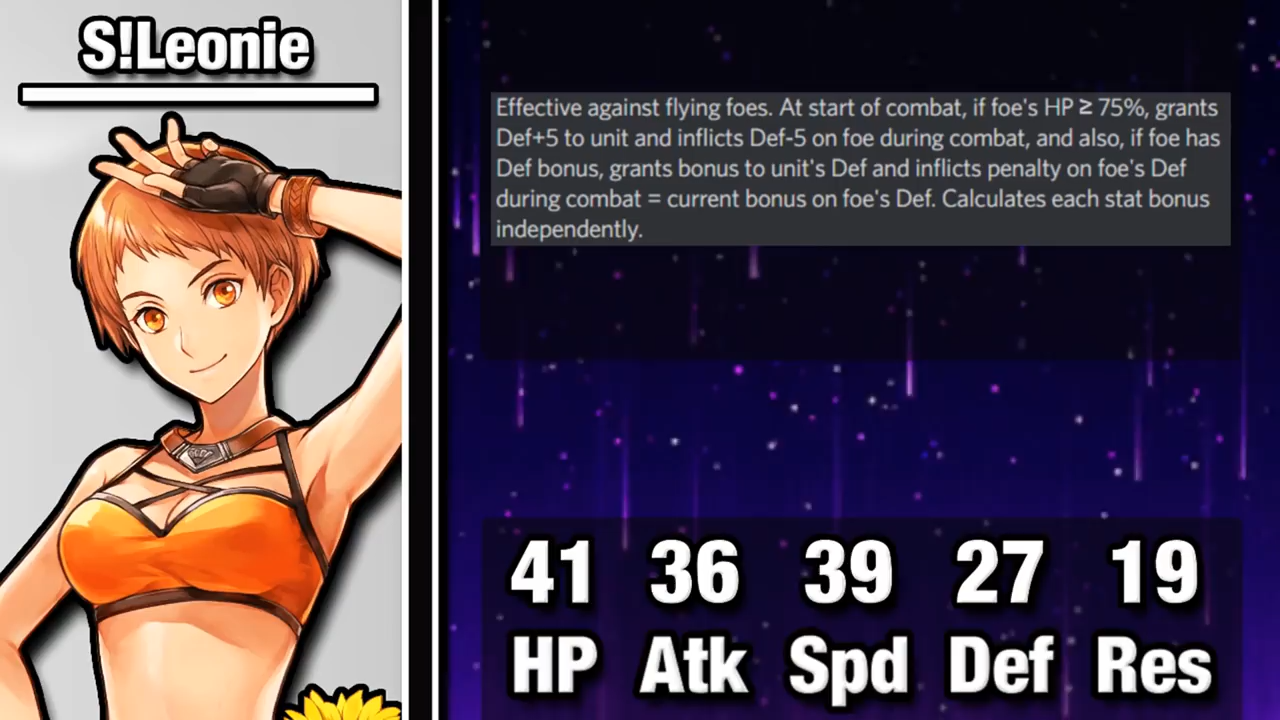 S!Leonie
Effective against flying foes. At start of combat, if foe's HP ≥ 75%, grants
Def+5 to unit and inflicts Def-5 on foe during combat, and also, if foe has
Def bonus, grants bonus to unit's Def and inflicts penalty on foe's Def
during combat = current bonus on foe's Def. Calculates each stat bonus
independently.
41 36 39 27 19
HP Atk Spd Def Res